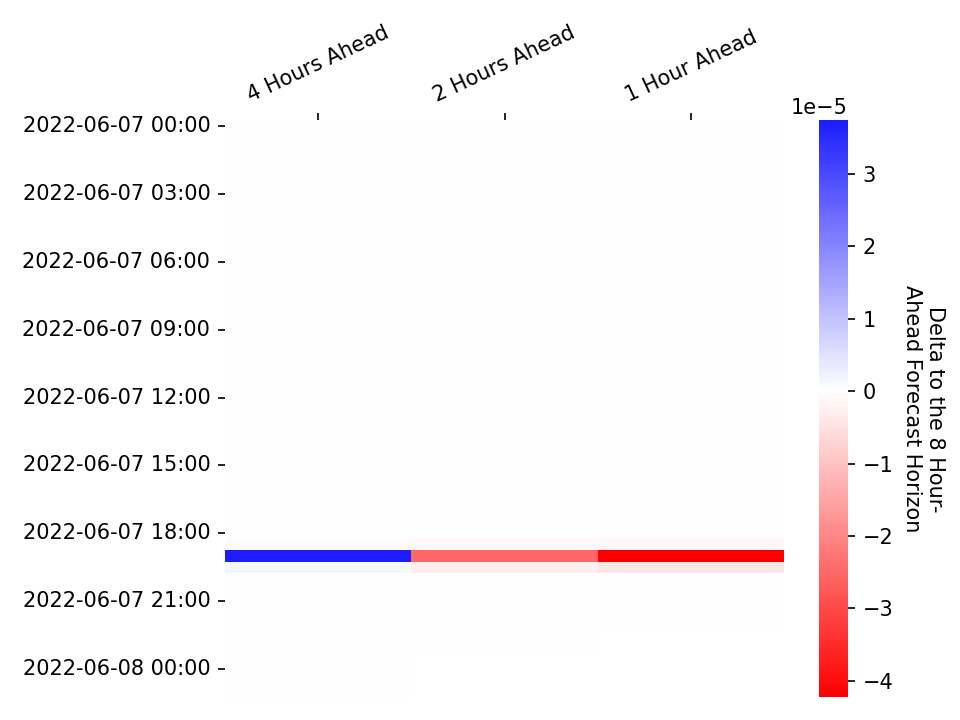 4 Hours Ahead
2 Hours Ahead
1 Hour Ahead
1e−5
2022-06-07 00:00
2022-06-07 03:00
2022-06-07 06:00
2022-06-07 09:00
2022-06-07 12:00
2022-06-07 15:00
2022-06-07 18:00
2022-06-07 21:00
2022-06-08 00:00
3
2
1
0
−1
−2
−3
−4
Delta to the 8 Hour-
Ahead Forecast Horizon